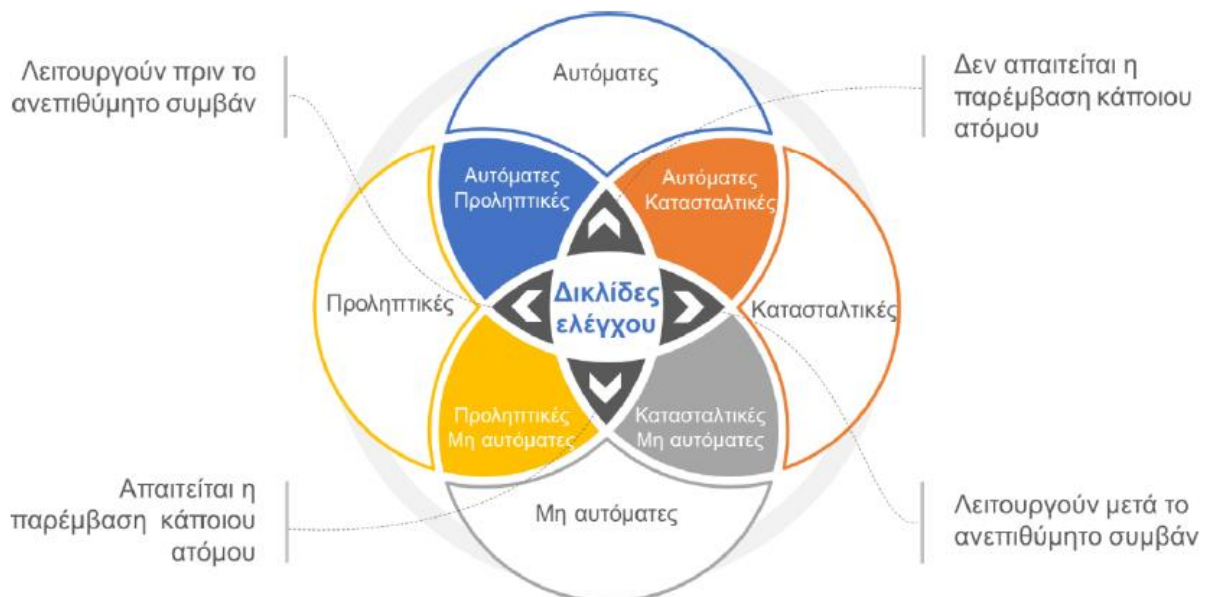 Λειτουργούν πριν το
ανεπιθύμητο συμβάν
Αυτόματες
Δεν απαιτείται η
παρέμβαση κάποιου
ατόμου
Αυτόματες
Προληπτικές
Αυτόματες
Κατασταλτικές
Προληπτικές
Δικλίδες
ελέγχου
Κατασταλτικές
Προληπτικές
Μη αυτόματες
Κατασταλτικές
Μη αυτόματες
Απαιτείται η
παρέμβαση κάποιου
ατόμου
Μη αυτόματες
Λειτουργούν μετά το
ανεπιθύμητο συμβάν